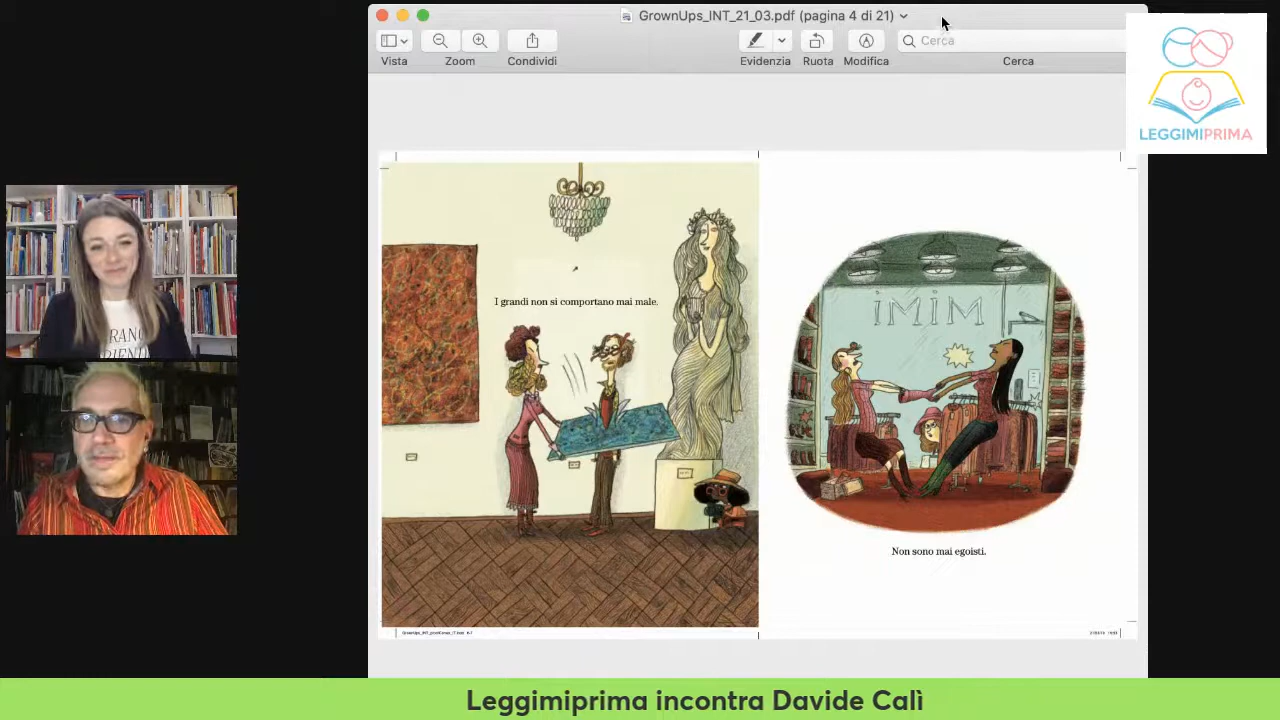 GrownUps_INT_21_03.pdf (pagina 4 di 21)
Vista
Zoom
Condividi
Evidenzia
Ruota
Modifica
Cerca
Cerca
LEGGIMIPRIMA
I grandi non si comportano mai male.
MIMI
Non sono mai egoisti.
Leggimiprima incontra Davide Calì